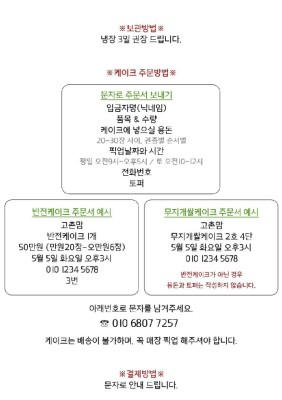 ※보관방법※
냉장 3일 권장 드립니다.
※케이크 주문방법※
문자로 주문서 보내기
입금자명(닉네임)
품목 & 수량
케이크에 넣으실 용돈
20~30장 사이, 권종별 순서별
픽업날짜와 시간
평일 오전9시~오후6시 / 토 오전10~12시
전화번호
토퍼
반전케이크 주문서 예시
고촌맘
반전케이크 1개
50만원 (만원20장~오만원6장)
5월 5일 화요일 오후3시
010 1234 5678
3번
무지개쌀케이크 주문서 예시
고촌맘
무지개쌀케이크 2호 4단
5월 5일 화요일 오후3시
010 1234 5678
반전케이크가 아닌 경우
용돈과 토퍼는 작성하지 않습니다.
아래번호로 문자를 남겨주세요.
☎ 010 6807 7257
케이크는 배송이 불가하며, 꼭 매장 픽업 해주셔야 합니다.
※결제방법※
문자로 안내 드립니다.